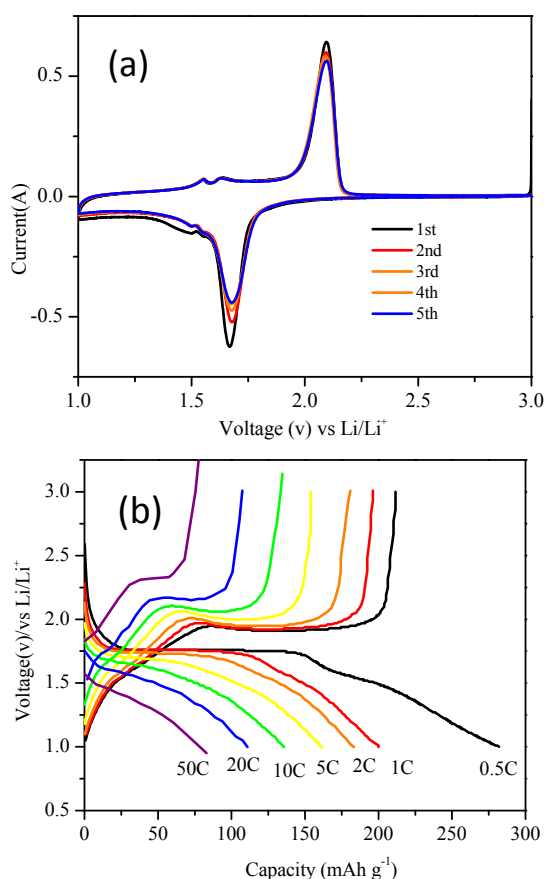 (a)
Current(A)
0.5
0.0
-0.5
1st
2nd
3rd
4th
5th
1.0 1.5 2.0 2.5 3.0
Voltage (v) vs Li/Li⁺
(b)
Voltage(v)/vs Li/Li⁺
3.0
2.5
2.0
1.5
1.0
0.5
50C 20C 10C 5C 2C 1C 0.5C
0 50 100 150 200 250 300
Capacity (mAh g⁻¹)